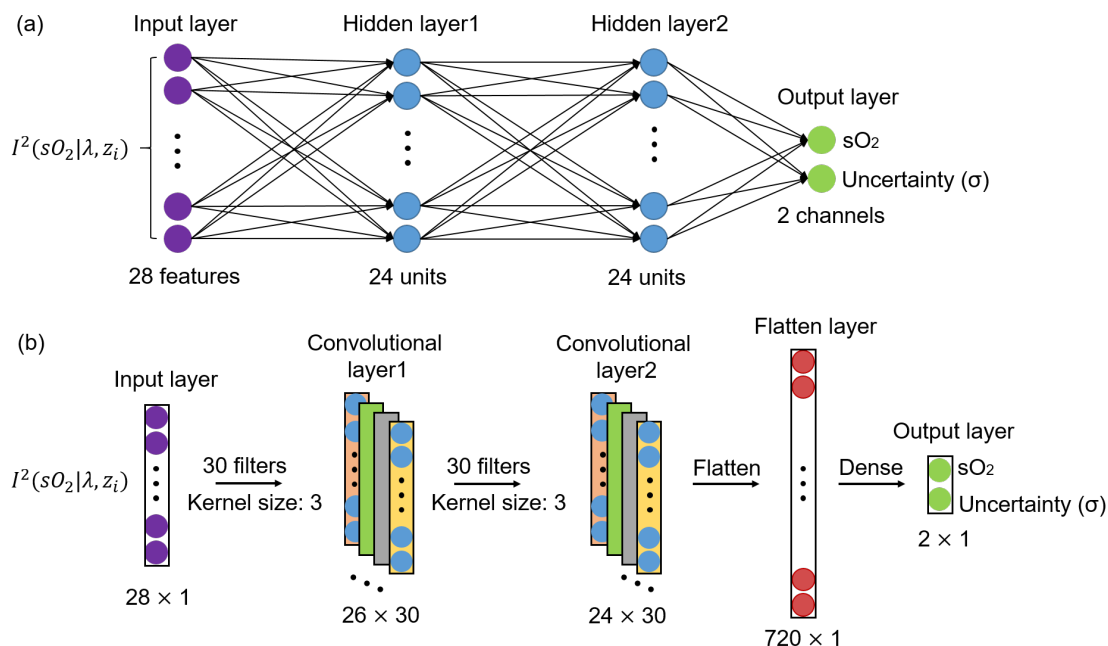 (a)
Input layer
Hidden layer1
Hidden layer2
Output layer
I²(sO₂|λ, zᵢ)
sO₂
Uncertainty (σ)
2 channels
28 features
24 units
24 units
(b)
Input layer
Convolutional
layer1
Convolutional
layer2
Flatten layer
Output layer
I²(sO₂|λ, zᵢ)
30 filters
Kernel size: 3
30 filters
Kernel size: 3
Flatten
Dense
sO₂
Uncertainty (σ)
28 × 1
26 × 30
24 × 30
720 × 1
2 × 1